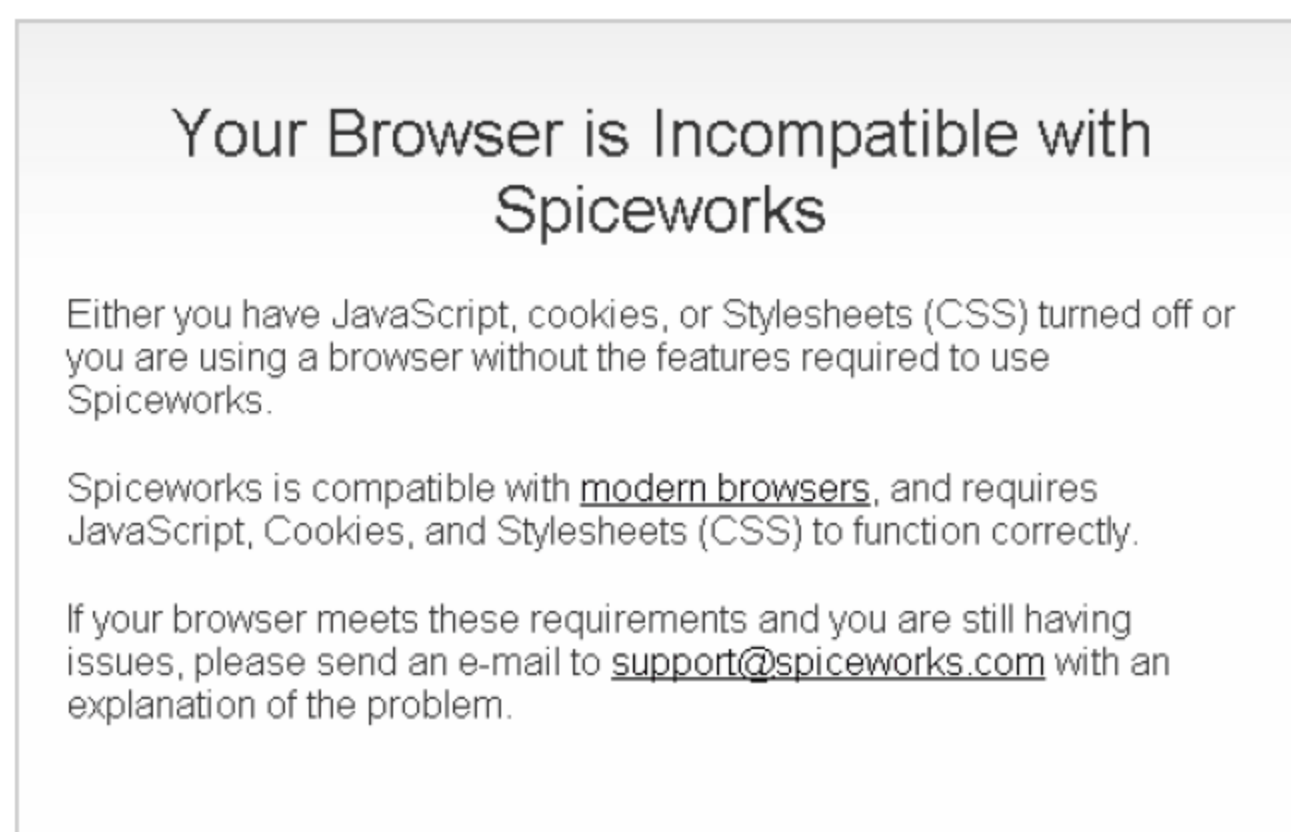 Your Browser is Incompatible with
Spiceworks
Either you have JavaScript, cookies, or Stylesheets (CSS) turned off or
you are using a browser without the features required to use
Spiceworks.
Spiceworks is compatible with modern browsers, and requires
JavaScript, Cookies, and Stylesheets (CSS) to function correctly.
If your browser meets these requirements and you are still having
issues, please send an e-mail to support@spiceworks.com with an
explanation of the problem.